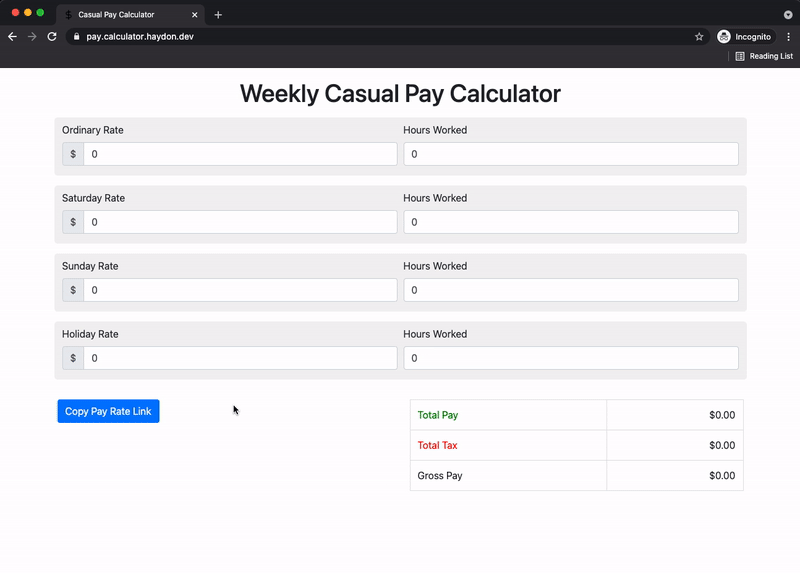 $ Casual Pay Calculator
pay.calculator.haydon.dev
Incognito
Reading List
Weekly Casual Pay Calculator
Ordinary Rate Hours Worked
$ 0 0
Saturday Rate Hours Worked
$ 0 0
Sunday Rate Hours Worked
$ 0 0
Holiday Rate Hours Worked
$ 0 0
Copy Pay Rate Link
Total Pay $0.00
Total Tax $0.00
Gross Pay $0.00